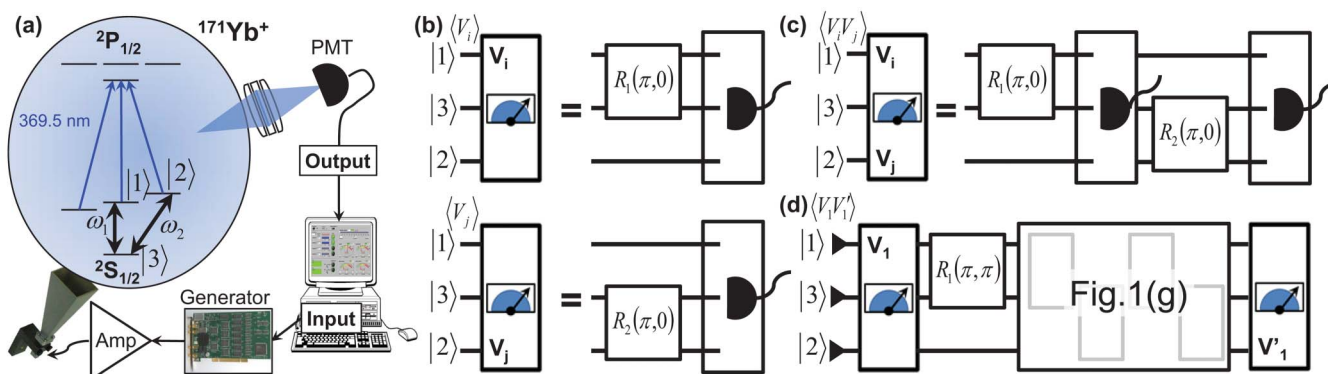 (a)
²P₁/₂
¹⁷¹Yb⁺
PMT
369.5 nm
|1⟩
|2⟩
ω₁
ω₂
²S₁/₂
|3⟩
Output
Generator
Input
Amp
(b)
⟨Vᵢ⟩
|1⟩
Vᵢ
|3⟩
=
R₁(π,0)
|2⟩
⟨Vⱼ⟩
|1⟩
|3⟩
=
R₂(π,0)
|2⟩
Vⱼ
(c)
⟨VᵢVⱼ⟩
|1⟩
Vᵢ
|3⟩
=
R₁(π,0)
R₂(π,0)
|2⟩
Vⱼ
(d)
⟨V₁V₁'⟩
|1⟩
V₁
R₁(π,π)
|3⟩
Fig.1(g)
|2⟩
V'₁